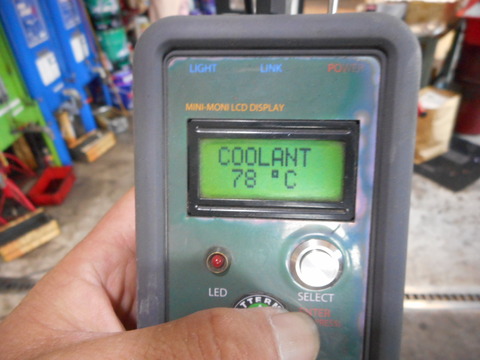 LIGHT LINK
MINI-MONI LCD DISPLAY
COOLANT
78 °C
LED SELECT